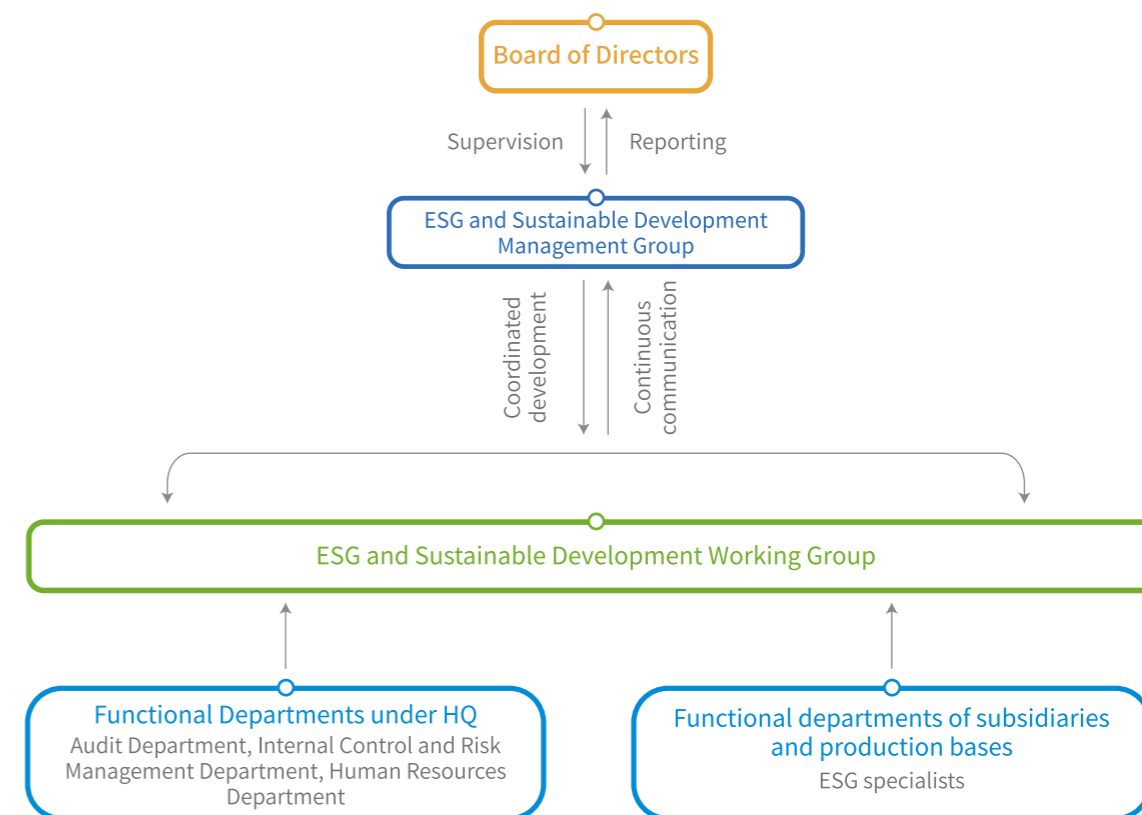 Board of Directors
Supervision
Reporting
ESG and Sustainable Development
Management Group
Coordinated
development
Continuous
communication
ESG and Sustainable Development Working Group
Functional Departments under HQ
Audit Department, Internal Control and Risk
Management Department, Human Resources
Department
Functional departments of subsidiaries
and production bases
ESG specialists